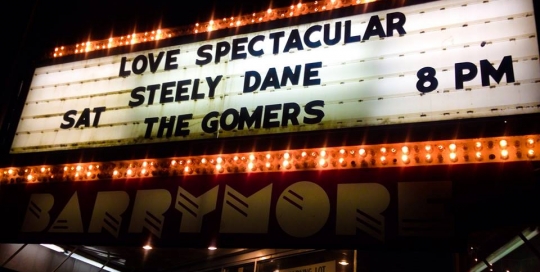 LOVE SPECTACULAR
STEELY DANE
SAT THE GOMERS 8 PM
BARRYMORE